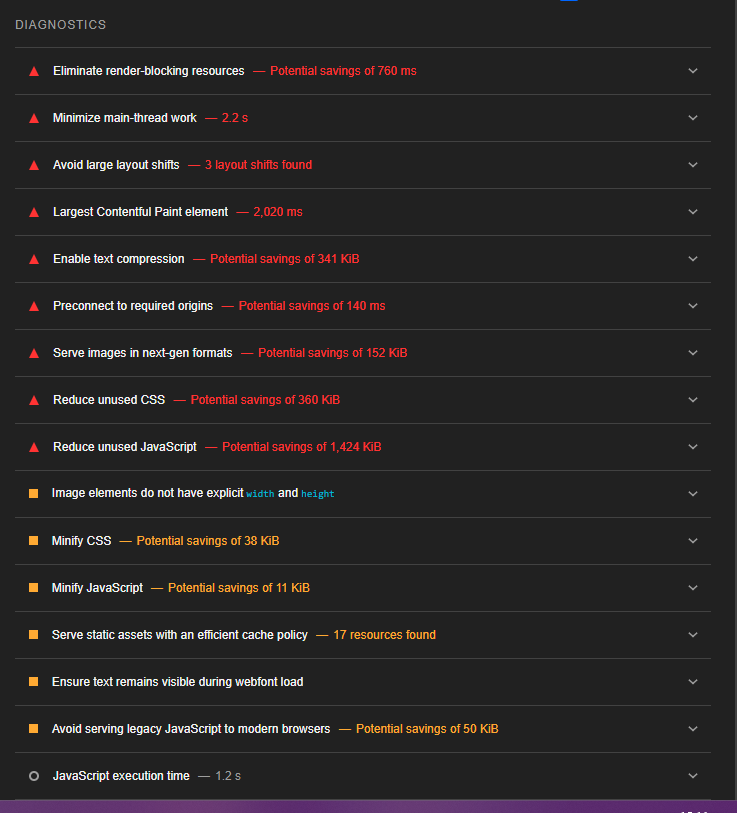 DIAGNOSTICS
Eliminate render-blocking resources — Potential savings of 760 ms
Minimize main-thread work — 2.2 s
Avoid large layout shifts — 3 layout shifts found
Largest Contentful Paint element — 2,020 ms
Enable text compression — Potential savings of 341 KiB
Preconnect to required origins — Potential savings of 140 ms
Serve images in next-gen formats — Potential savings of 152 KiB
Reduce unused CSS — Potential savings of 360 KiB
Reduce unused JavaScript — Potential savings of 1,424 KiB
Image elements do not have explicit width and height
Minify CSS — Potential savings of 38 KiB
Minify JavaScript — Potential savings of 11 KiB
Serve static assets with an efficient cache policy — 17 resources found
Ensure text remains visible during webfont load
Avoid serving legacy JavaScript to modern browsers — Potential savings of 50 KiB
JavaScript execution time — 1.2 s